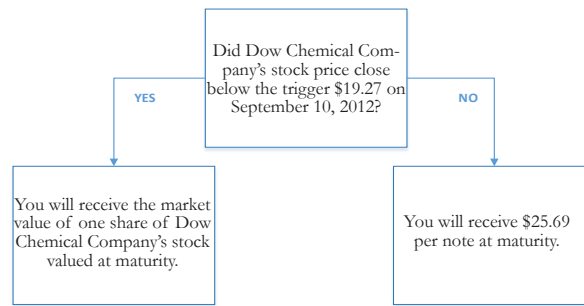 Did Dow Chemical Com-
pany's stock price close
below the trigger $19.27 on
September 10, 2012?
YES
NO
You will receive the market
value of one share of Dow
Chemical Company's stock
valued at maturity.
You will receive $25.69
per note at maturity.